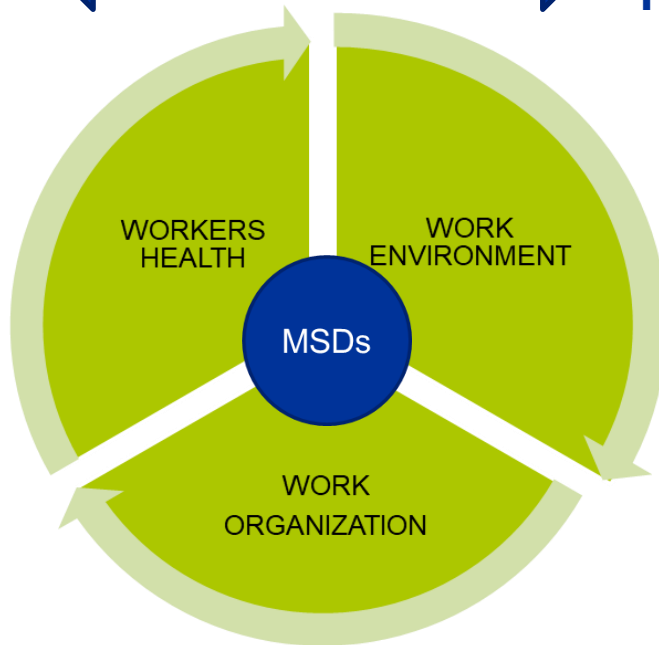 WORKERS
HEALTH
WORK
ENVIRONMENT
MSDs
WORK
ORGANIZATION